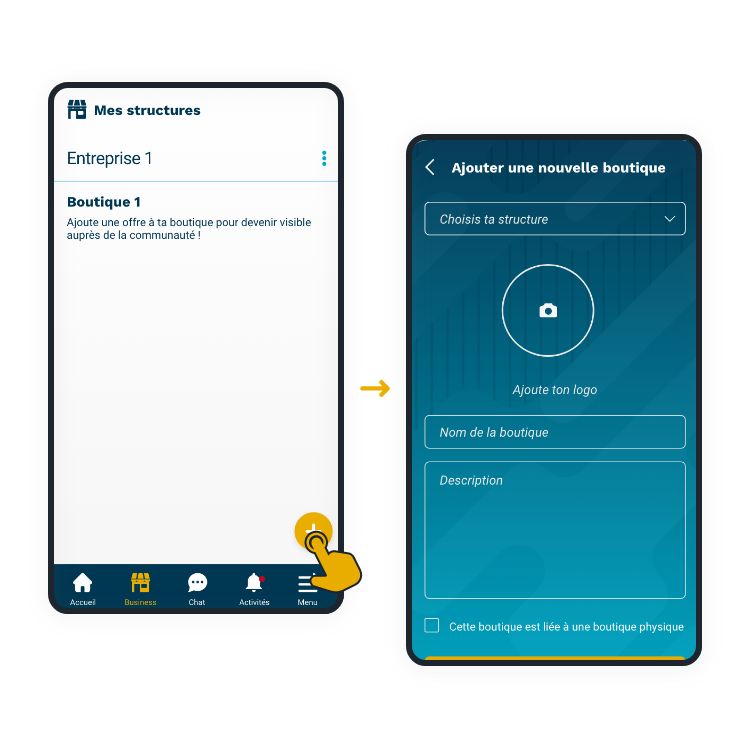 Mes structures
Entreprise 1
Boutique 1
Ajoute une offre à ta boutique pour devenir visible
auprès de la communauté !
Accueil
Business
Chat
Activités
Menu
Ajouter une nouvelle boutique
Choisis ta structure
Ajoute ton logo
Nom de la boutique
Description
Cette boutique est liée à une boutique physique